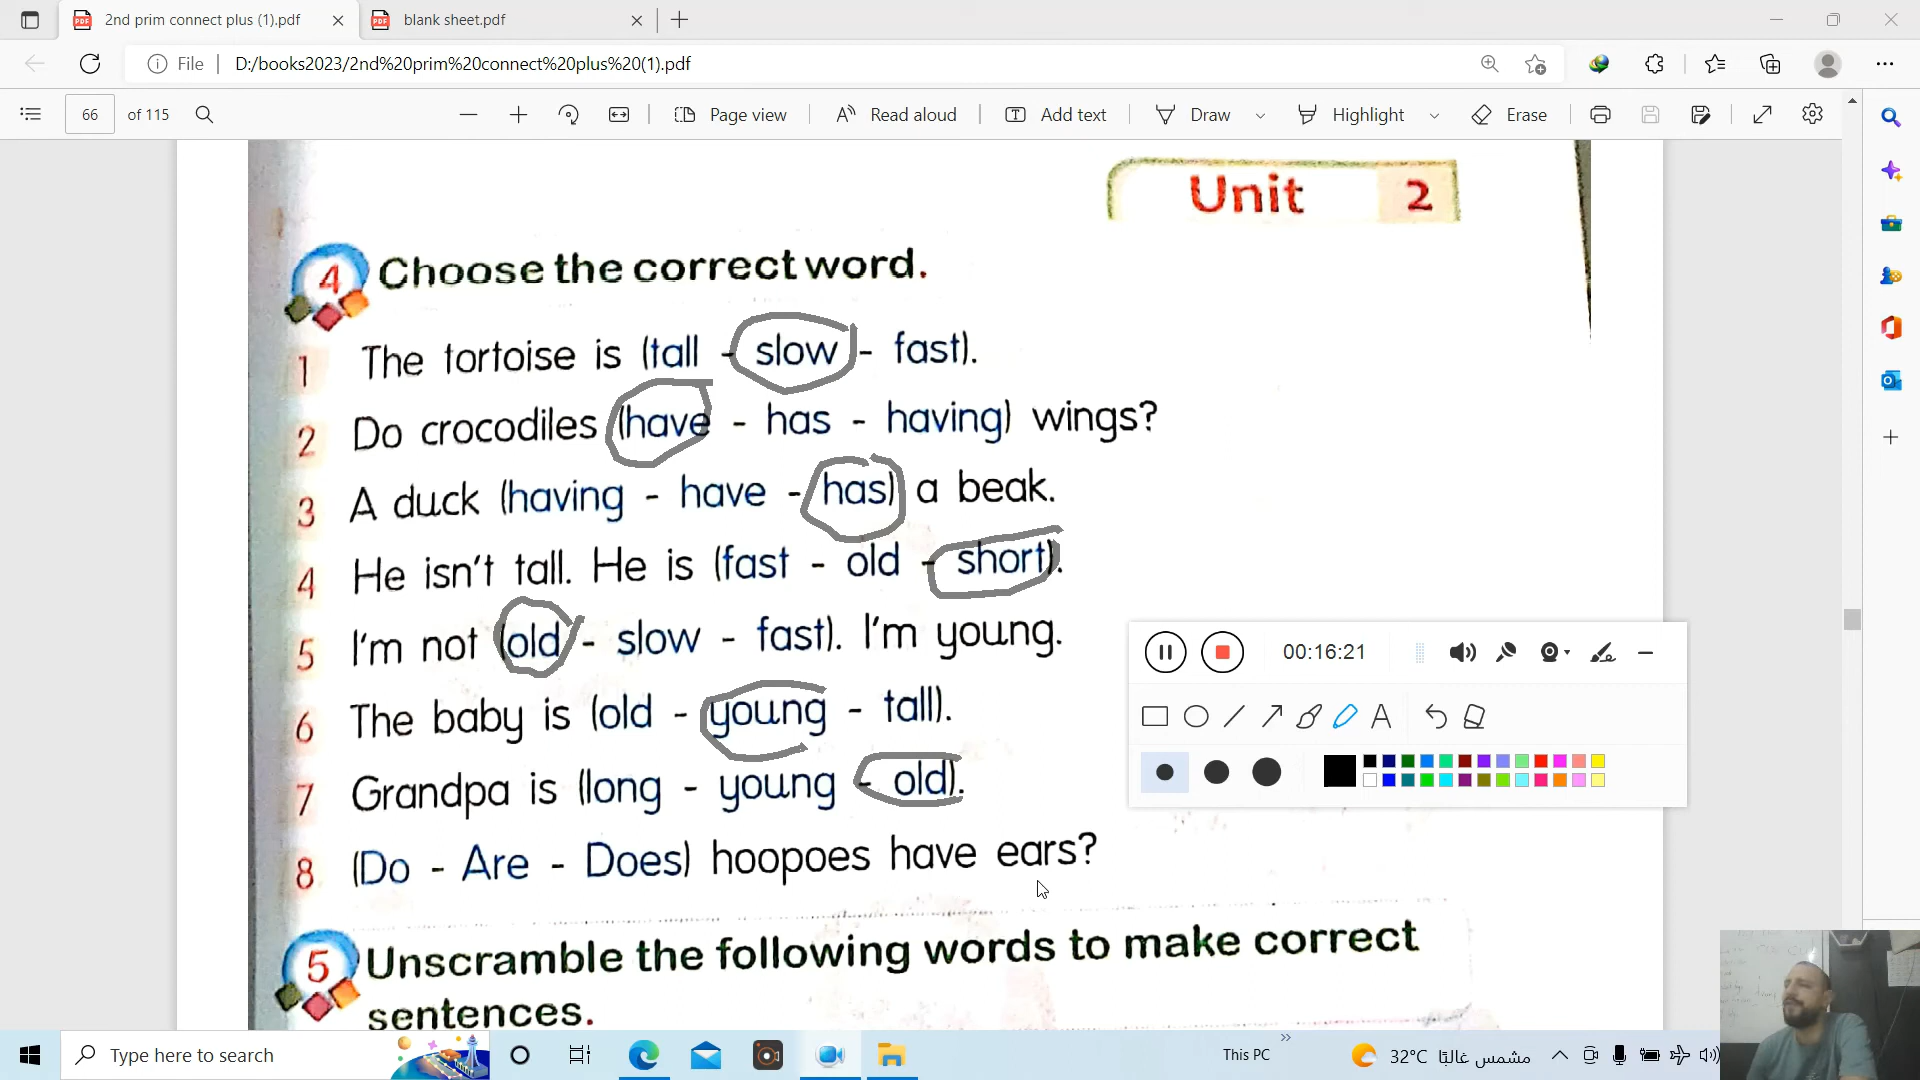 2nd prim connect plus (1).pdf
blank sheet.pdf
File
D:/books2023/2nd%20prim%20connect%20plus%20(1).pdf
66 of 115
Page view
Read aloud
Add text
Draw
Highlight
Erase
Unit 2
4 Choose the correct word.
1 The tortoise is (tall - slow - fast).
2 Do crocodiles (have - has - having) wings?
3 A duck (having - have - has) a beak.
4 He isn't tall. He is (fast - old - short).
5 I'm not (old - slow - fast). I'm young.
6 The baby is (old - young - tall).
7 Grandpa is (long - young - old).
8 (Do - Are - Does) hoopoes have ears?
5 Unscramble the following words to make correct
sentences.
00:16:21
Type here to search
This PC
32°C مشمس غالبًا